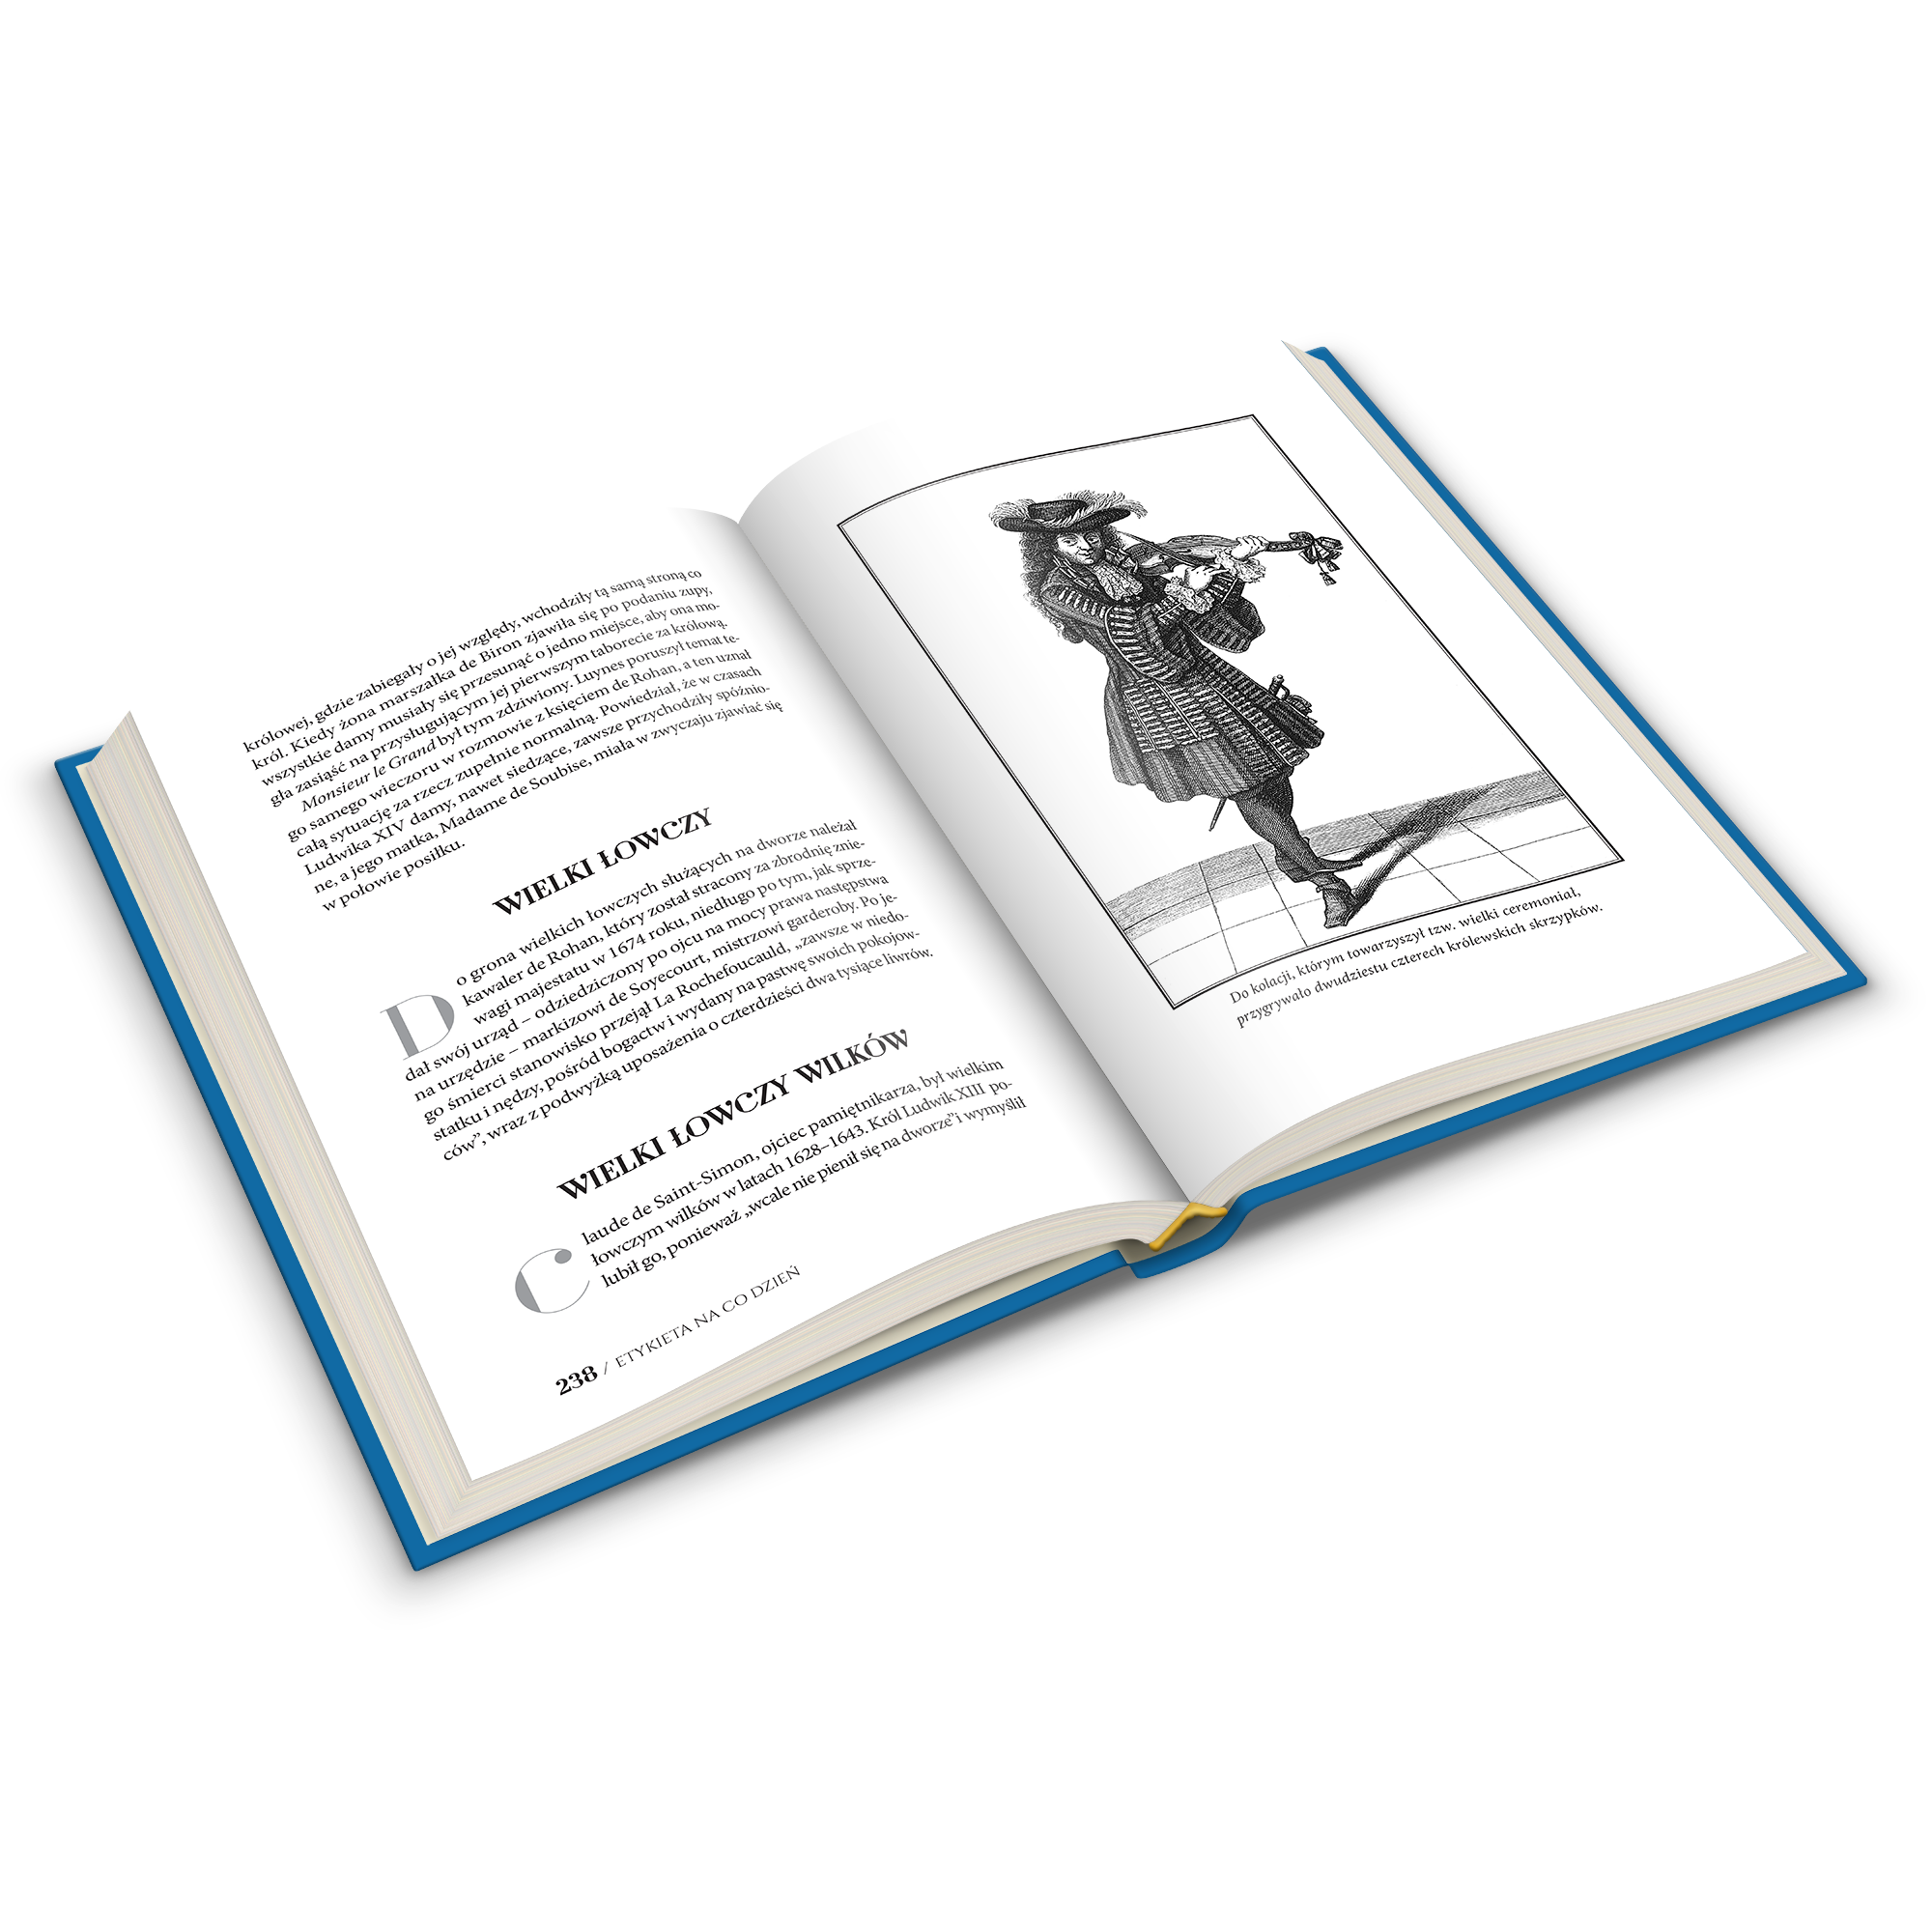 królowej, gdzie zabiegały o jej względy, wchodziły tą samą stroną co
król. Kiedy żona marszałka de Biron zjawiła się po podaniu zupy,
wszystkie damy musiały się przesunąć o jedno miejsce, aby ona mo-
gła zasiąść na przysługującym jej pierwszym taborecie za królową.
Monsieur le Grand był tym zdziwiony. Luynes poruszył temat te-
go samego wieczoru w rozmowie z księciem de Rohan, a ten uznał
całą sytuację za rzecz zupełnie normalną. Powiedział, że w czasach
Ludwika XIV damy, nawet siedzące, zawsze przychodziły spóźnio-
ne, a jego matka, Madame de Soubise, miała w zwyczaju zjawiać się
w połowie posiłku.
WIELKI ŁOWCZY
Do grona wielkich łowczych służących na dworze należał
kawaler de Rohan, który został stracony za zbrodnię znie-
wagi majestatu w 1674 roku, niedługo po tym, jak sprze-
dał swój urząd – odziedziczony po ojcu na mocy prawa następstwa
na urzędzie – markizowi de Soyecourt, mistrzowi garderoby. Po je-
go śmierci stanowisko przejął La Rochefoucauld, „zawsze w niedo-
statku i nędzy, pośród bogactw i wydany na pastwę swoich pokojow-
ców”, wraz z podwyżką uposażenia o czterdzieści dwa tysiące liwrów.
WIELKI ŁOWCZY WILKÓW
Claude de Saint-Simon, ojciec pamiętnikarza, był wielkim
łowczym wilków w latach 1628–1643. Król Ludwik XIII po-
lubił go, ponieważ „wcale nie pienił się na dworze” i wymyślił
238 / ETYKIETA NA CO DZIEŃ
Do kolacji, którym towarzyszył tzw. wielki ceremoniał,
przygrywało dwudziestu czterech królewskich skrzypków.